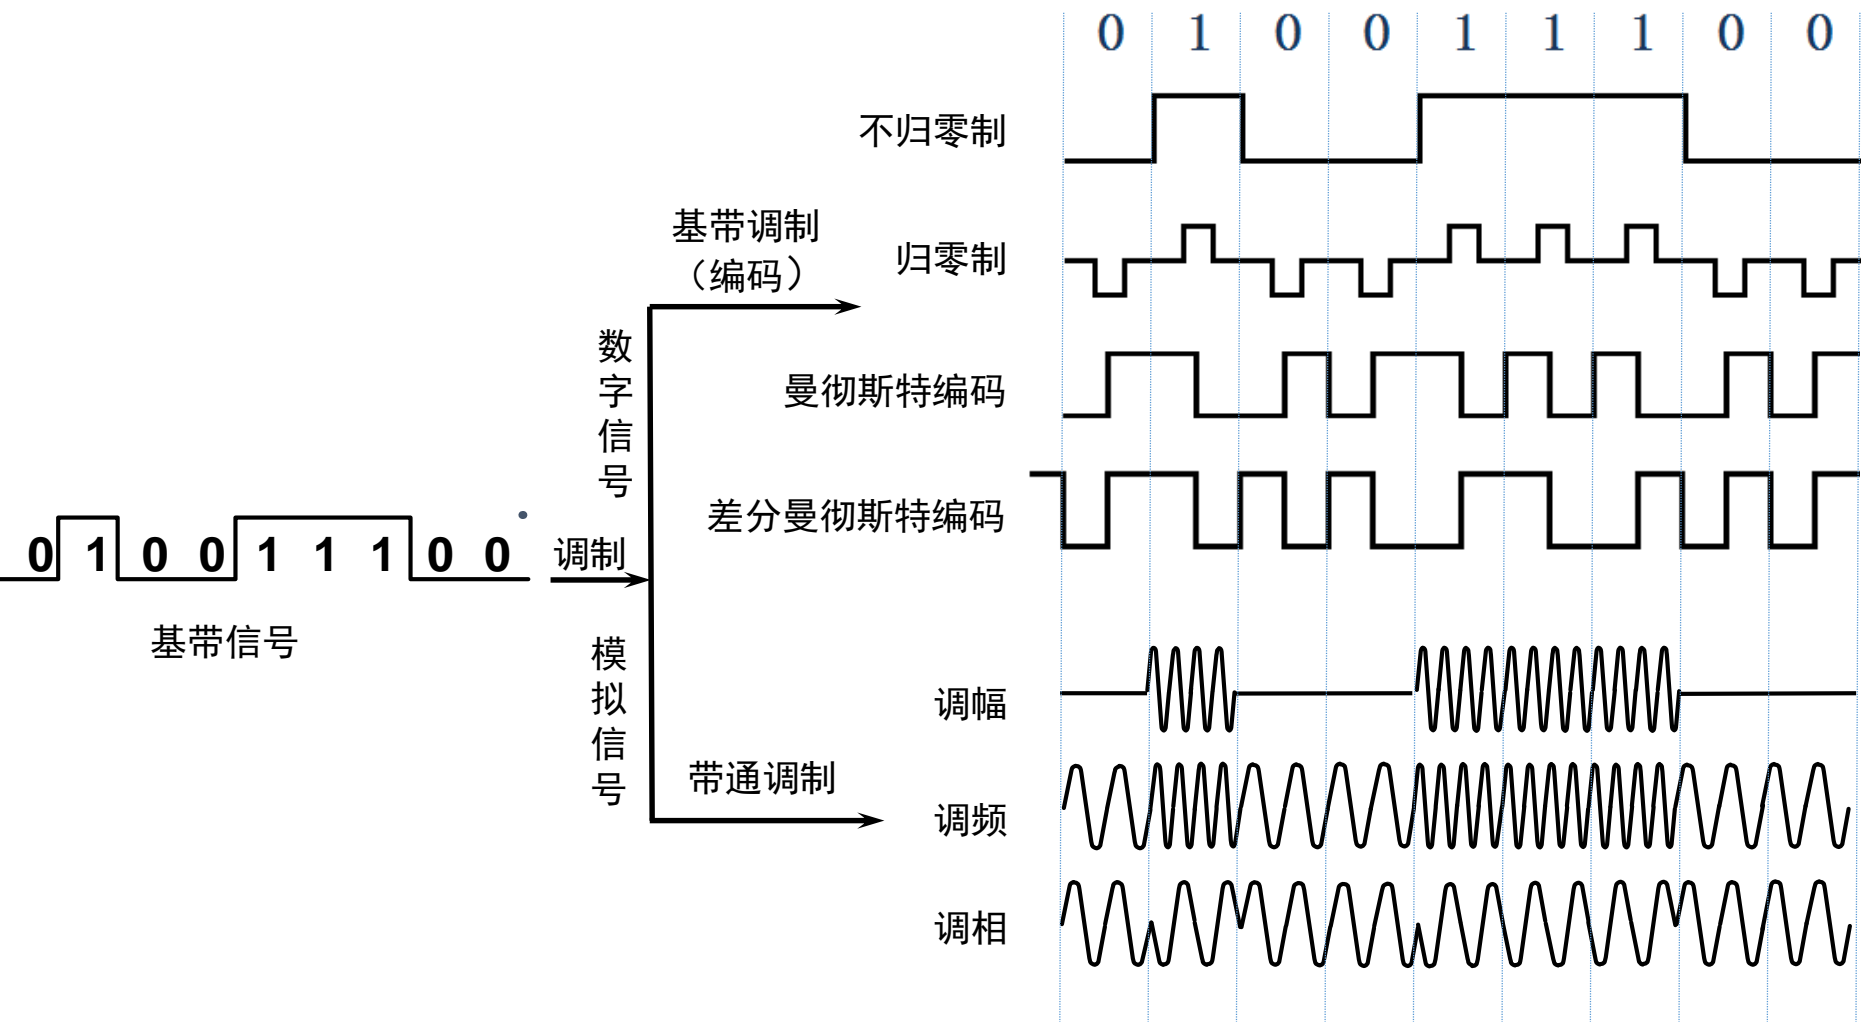 0 1 0 0 1 1 1 0 0
不归零制
基带调制
（编码）
归零制
数字信号
曼彻斯特编码
差分曼彻斯特编码
0 1 0 0 1 1 1 0 0
调制
基带信号
模拟信号
调幅
带通调制
调频
调相